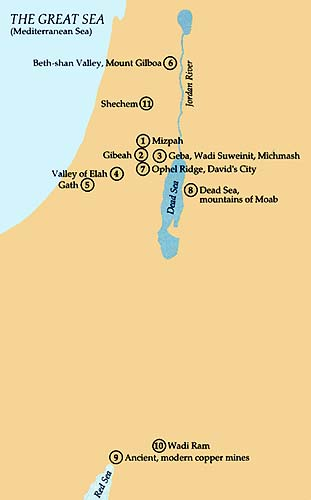 THE GREAT SEA
(Mediterranean Sea)
Beth-shan Valley, Mount Gilboa 6
Jordan River
Shechem 11
1 Mizpah
Gibeah 2
3 Geba, Wadi Suweinit, Michmash
7 Ophel Ridge, David's City
Valley of Elah 4
Gath 5
Dead Sea
8 Dead Sea,
mountains of Moab
10 Wadi Ram
9 Ancient, modern copper mines
Red Sea